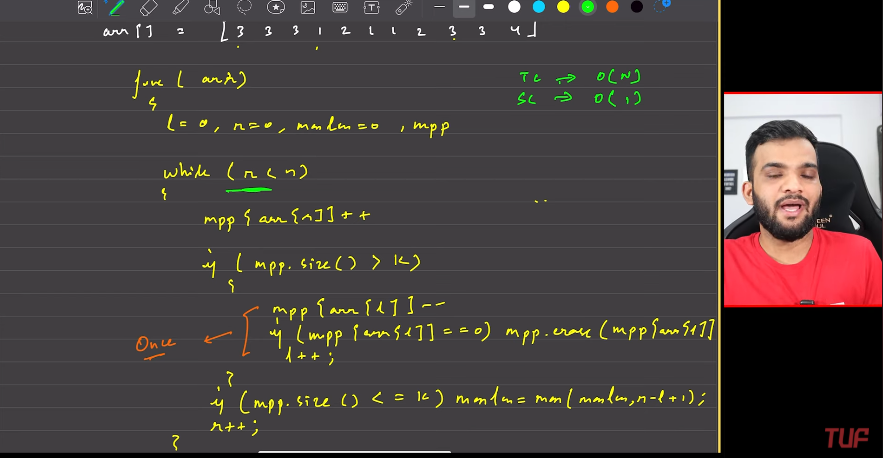 arr[] = [3 3 3 1 2 1 1 2 3 3 4]
func(arr)
{
l=0, r=0, maxlen=0, mpp
TC → O(N)
SC → O(1)
while (r < n)
{
mpp[arr[r]]++
if (mpp.size() > k)
{
mpp[arr[l]]--
if (mpp[arr[l]]==0) mpp.erase(mpp[arr[l]]
l++;
Once
}
if (mpp.size() <= k) maxlen=max(maxlen, r-l+1);
r++;
}
TUF